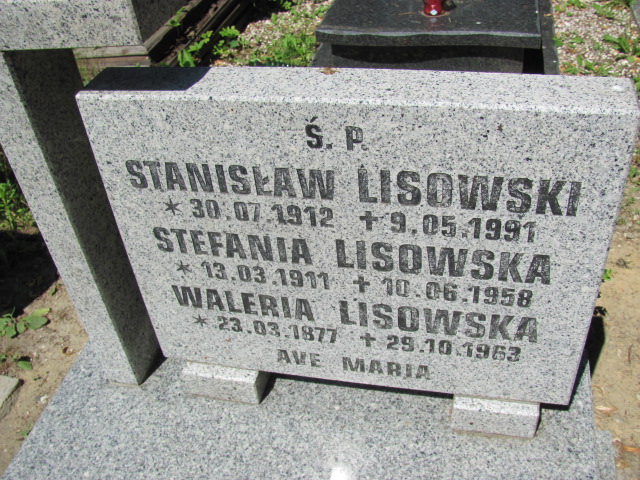 Ś. P.
STANISŁAW LISOWSKI
* 30.07.1912 + 9.05.1991
STEFANIA LISOWSKA
* 13.03.1911 + 10.06.1958
WALERIA LISOWSKA
* 23.03.1877 + 29.10.1963
AVE MARIA